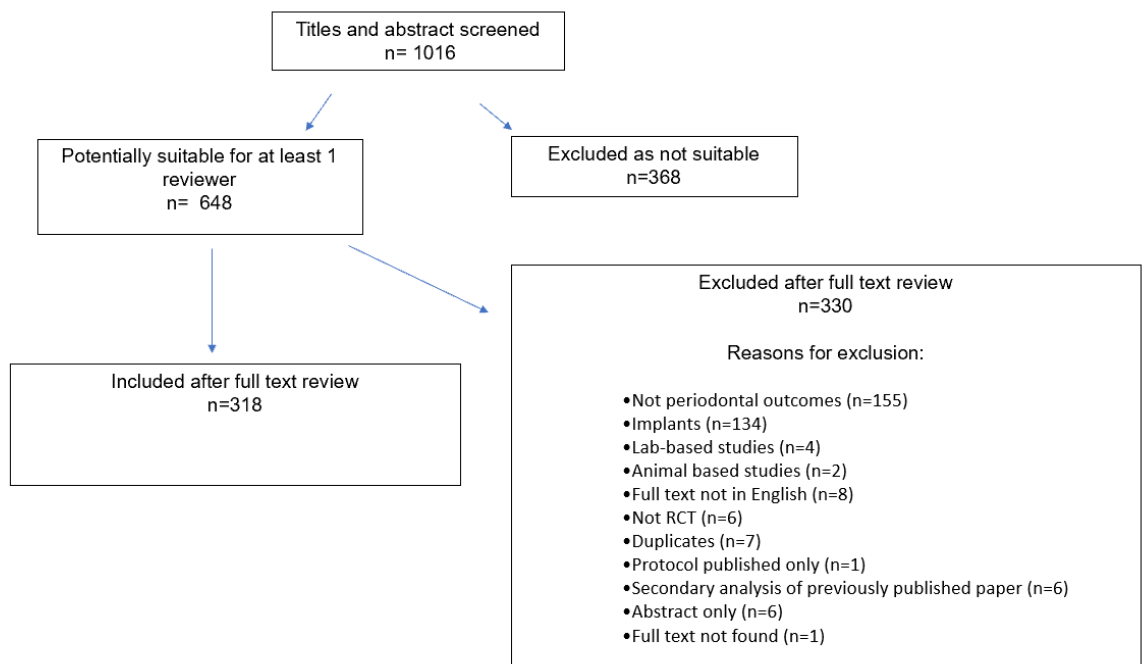 Titles and abstract screened
n= 1016
Potentially suitable for at least 1
reviewer
n= 648
Excluded as not suitable
n=368
Included after full text review
n=318
Excluded after full text review
n=330
Reasons for exclusion:
•Not periodontal outcomes (n=155)
•Implants (n=134)
•Lab-based studies (n=4)
•Animal based studies (n=2)
•Full text not in English (n=8)
•Not RCT (n=6)
•Duplicates (n=7)
•Protocol published only (n=1)
•Secondary analysis of previously published paper (n=6)
•Abstract only (n=6)
•Full text not found (n=1)